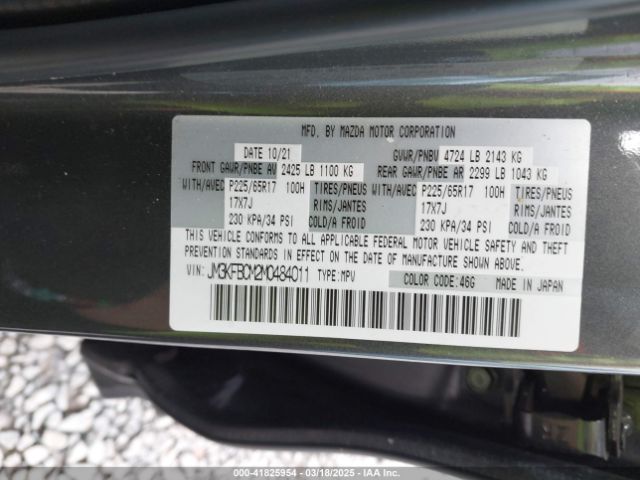 MFD. BY MAZDA MOTOR CORPORATION
DATE 10/21 GVWR/PNBV 4724 LB 2143 KG
FRONT GAWR/PNBE AV 2425 LB 1100 KG REAR GAWR/PNBE AR 2299 LB 1043 KG
WITH/AVEC P225/65R17 100H TIRES/PNEUS WITH/AVEC P225/65R17 100H TIRES/PNEUS
17X7J RIMS/JANTES 17X7J RIMS/JANTES
230 KPA/34 PSI COLD/A FROID 230 KPA/34 PSI COLD/A FROID
THIS VEHICLE CONFORMS TO ALL APPLICABLE FEDERAL MOTOR VEHICLE SAFETY AND THEFT
PREVENTION STANDARDS IN EFFECT ON THE DATE OF MANUFACTURE SHOWN ABOVE.
VIN: JM3KFBCM2M0484011 TYPE: MPV COLOR CODE: 46G MADE IN JAPAN
000-41825954 | 03/18/2025 | IAA Inc.